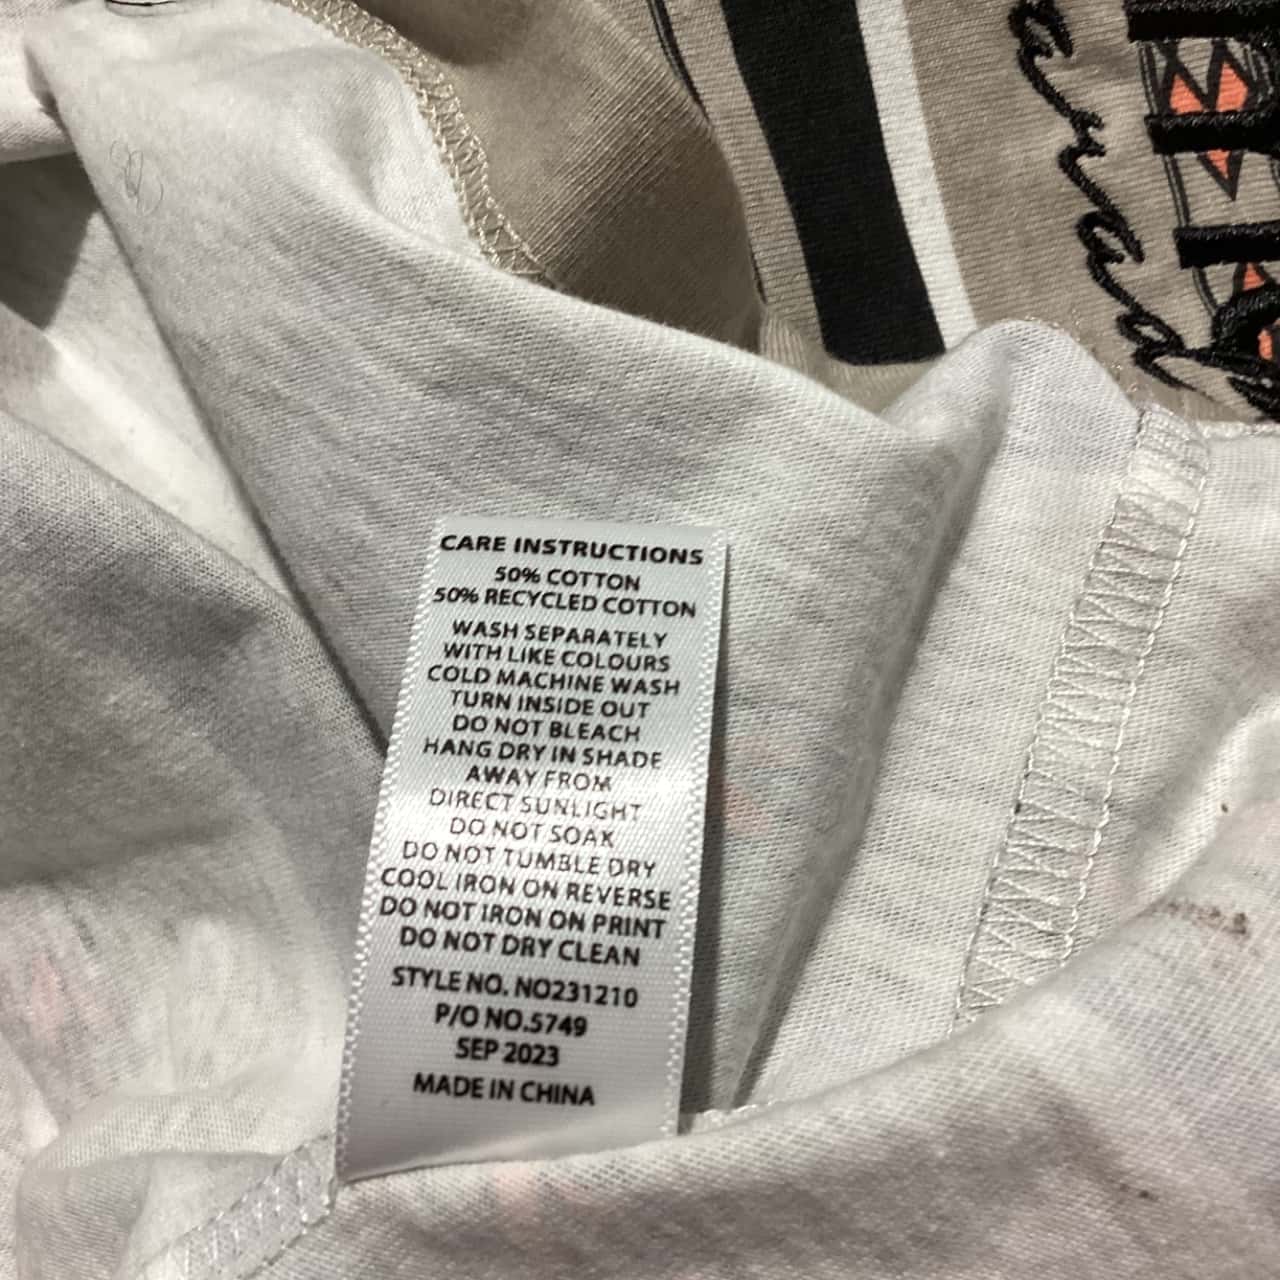 CARE INSTRUCTIONS
50% COTTON
50% RECYCLED COTTON
WASH SEPARATELY
WITH LIKE COLOURS
COLD MACHINE WASH
TURN INSIDE OUT
DO NOT BLEACH
HANG DRY IN SHADE
AWAY FROM
DIRECT SUNLIGHT
DO NOT SOAK
DO NOT TUMBLE DRY
COOL IRON ON REVERSE
DO NOT IRON ON PRINT
DO NOT DRY CLEAN
STYLE NO. NO231210
P/O NO.5749
SEP 2023
MADE IN CHINA